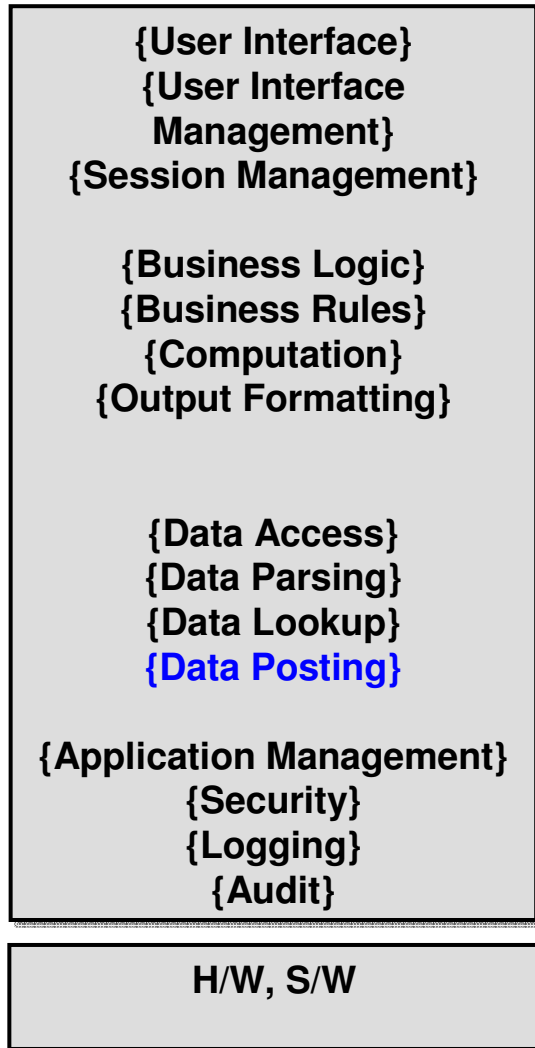 {User Interface}
{User Interface
Management}
{Session Management}
{Business Logic}
{Business Rules}
{Computation}
{Output Formatting}
{Data Access}
{Data Parsing}
{Data Lookup}
{Data Posting}
{Application Management}
{Security}
{Logging}
{Audit}
H/W, S/W